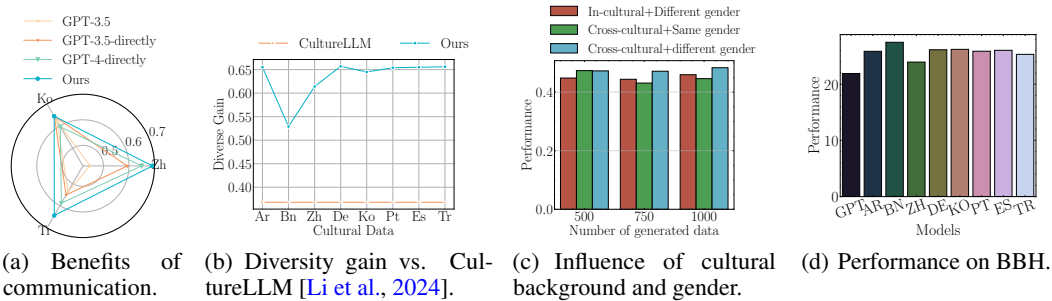 GPT-3.5
GPT-3.5-directly
GPT-4-directly
Ours
Ko
0.7
0.6
0.5
Zh
Tr
(a) Benefits of
communication.
CultureLLM
Ours
0.65
0.60
0.55
0.50
0.45
0.40
Diverse Gain
Ar Bn Zh De Ko Pt Es Tr
Cultural Data
(b) Diversity gain vs. Cul-
tureLLM [Li et al., 2024].
In-cultural+Different gender
Cross-cultural+Same gender
Cross-cultural+different gender
0.4
0.2
0.0
Performance
500 750 1000
Number of generated data
(c) Influence of cultural
background and gender.
20
10
0
Performance
GPT AR BN ZH DE KO PT ES TR
Models
(d) Performance on BBH.